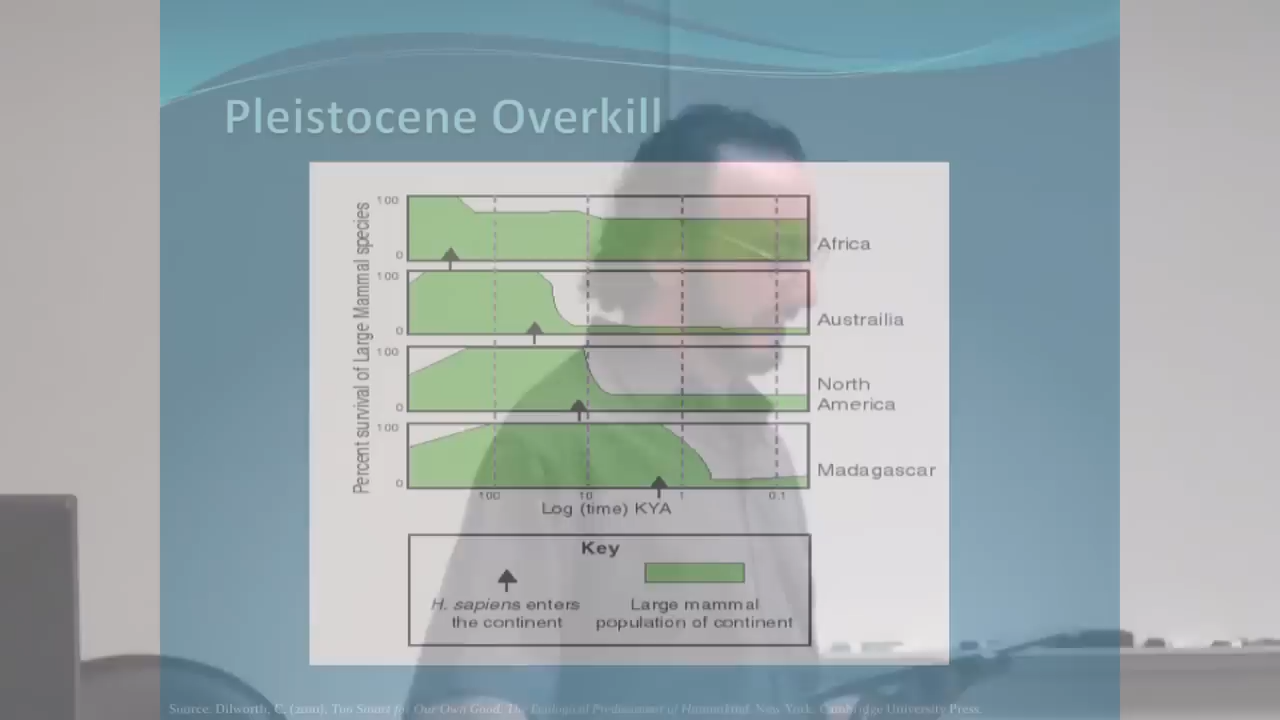 Pleistocene Overkill
Percent survival of Large Mammal species
100
0
Africa
100
0
Austrailia
100
0
North
America
100
0
Madagascar
100 10 1 0.1
Log (time) KYA
Key
H. sapiens enters
the continent
Large mammal
population of continent
Source: Dilworth, C. (2010). Too Smart for Our Own Good: The Ecological Predicament of Humankind. New York: Cambridge University Press.